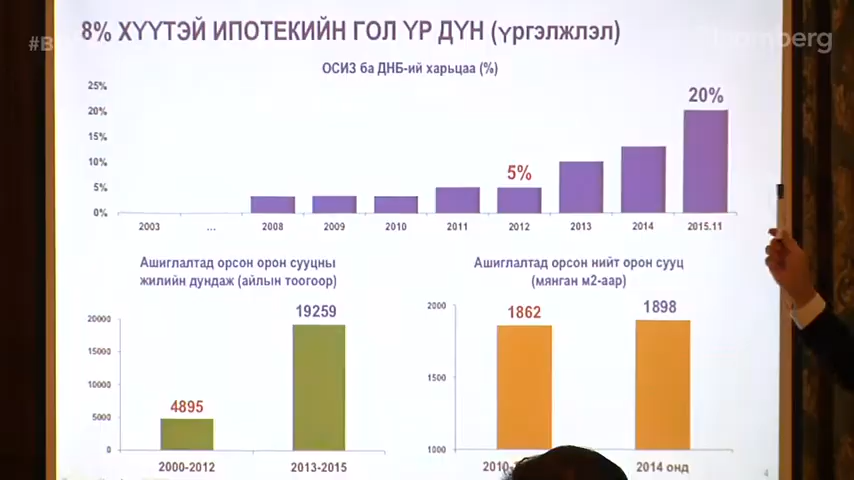 8% ХҮҮТЭЙ ИПОТЕКИЙН ГОЛ ҮР ДҮН (үргэлжлэл)
ОСИЗ ба ДНБ-ий харьцаа (%)
25%
20%
15%
10%
5%
0%
20%
5%
2003 ... 2008 2009 2010 2011 2012 2013 2014 2015.11
Ашиглалтад орсон орон сууцны
жилийн дундаж (айлын тоогоор)
20000
15000
10000
5000
0
4895
19259
2000-2012 2013-2015
Ашиглалтад орсон нийт орон сууц
(мянган м2-аар)
2000
1500
1000
1862
1898
2014 онд
4